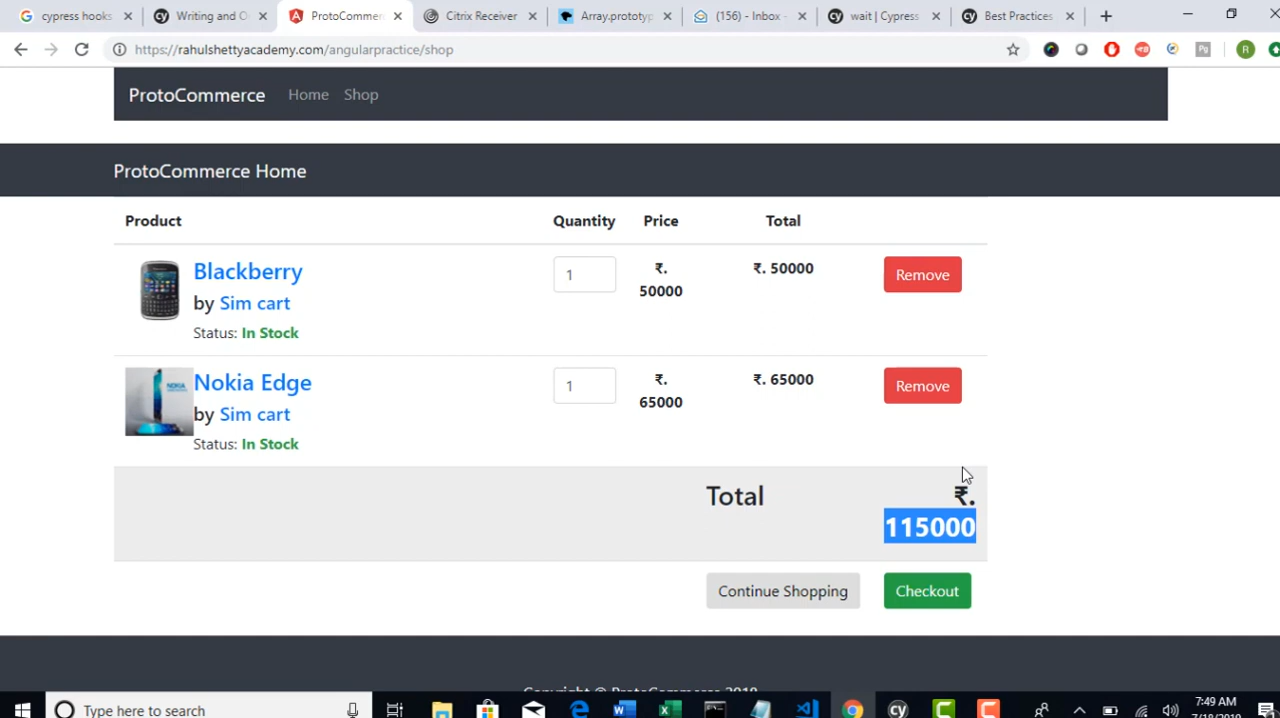 cypress hooks
Writing and O
ProtoCommer
Citrix Receiver
Array.prototyp
(156) - Inbox -
wait | Cypress
Best Practices
https://rahulshettyacademy.com/angularpractice/shop
ProtoCommerce Home Shop
ProtoCommerce Home
Product Quantity Price Total
Blackberry
by Sim cart
Status: In Stock
1
₹.
50000
₹. 50000
Remove
Nokia Edge
by Sim cart
Status: In Stock
1
₹.
65000
₹. 65000
Remove
Total
₹.
115000
Continue Shopping Checkout
Copyright © ProtoCommerce 2018
Type here to search
7:49 AM